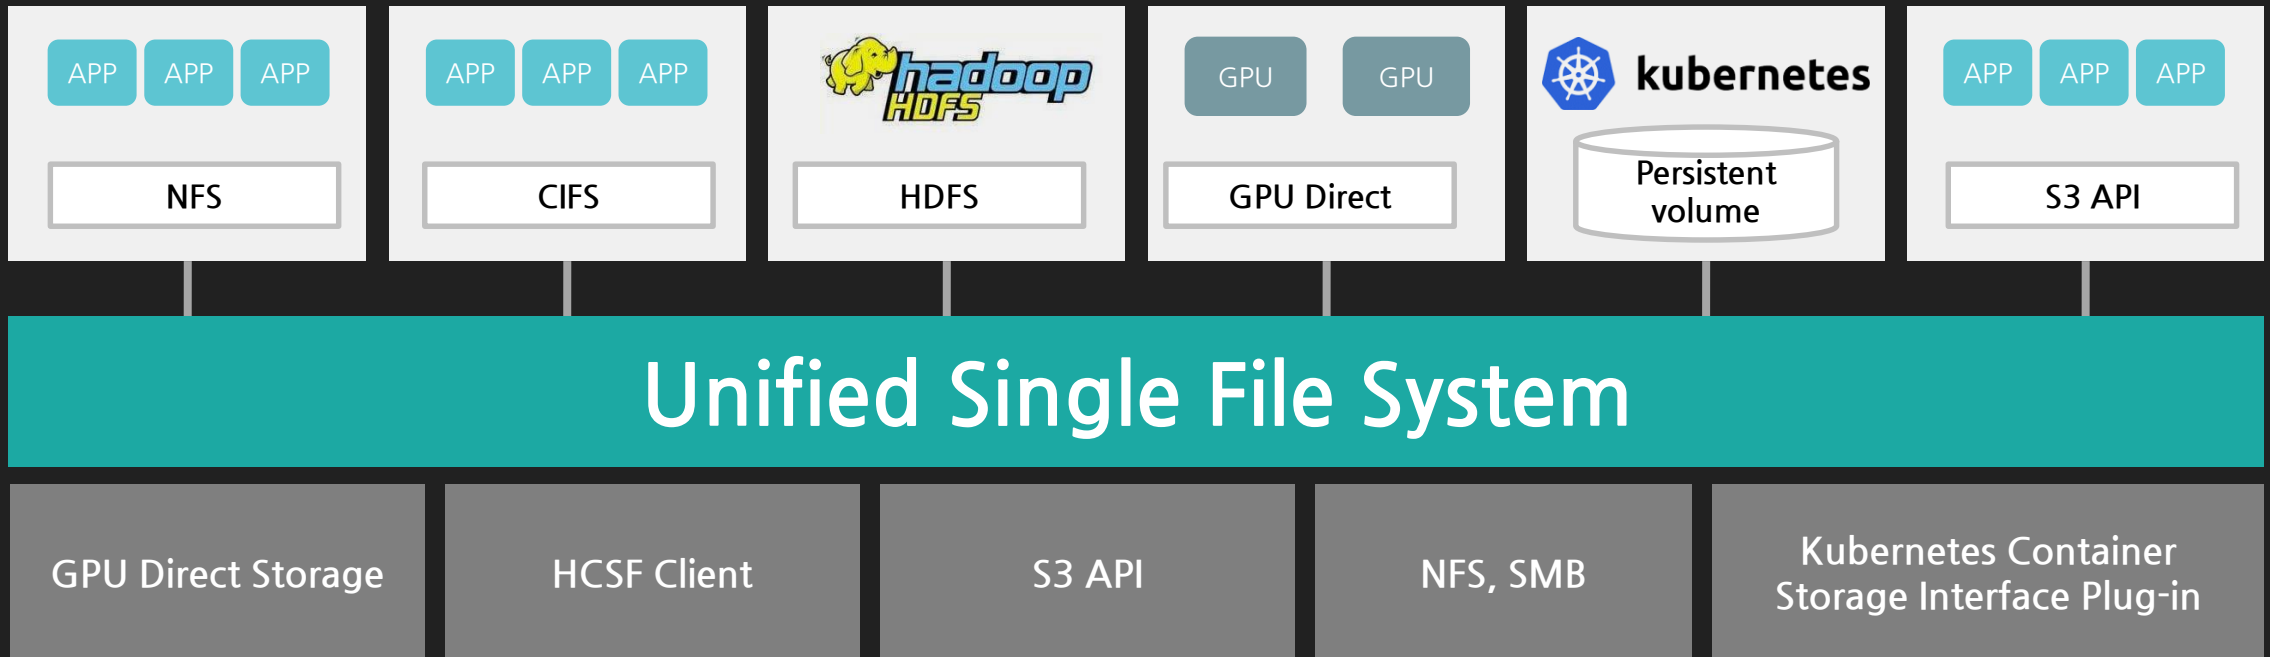 APP APP APP
NFS
APP APP APP
CIFS
hadoop
HDFS
HDFS
GPU GPU
GPU Direct
kubernetes
Persistent
volume
APP APP APP
S3 API
Unified Single File System
GPU Direct Storage
HCSF Client
S3 API
NFS, SMB
Kubernetes Container
Storage Interface Plug-in